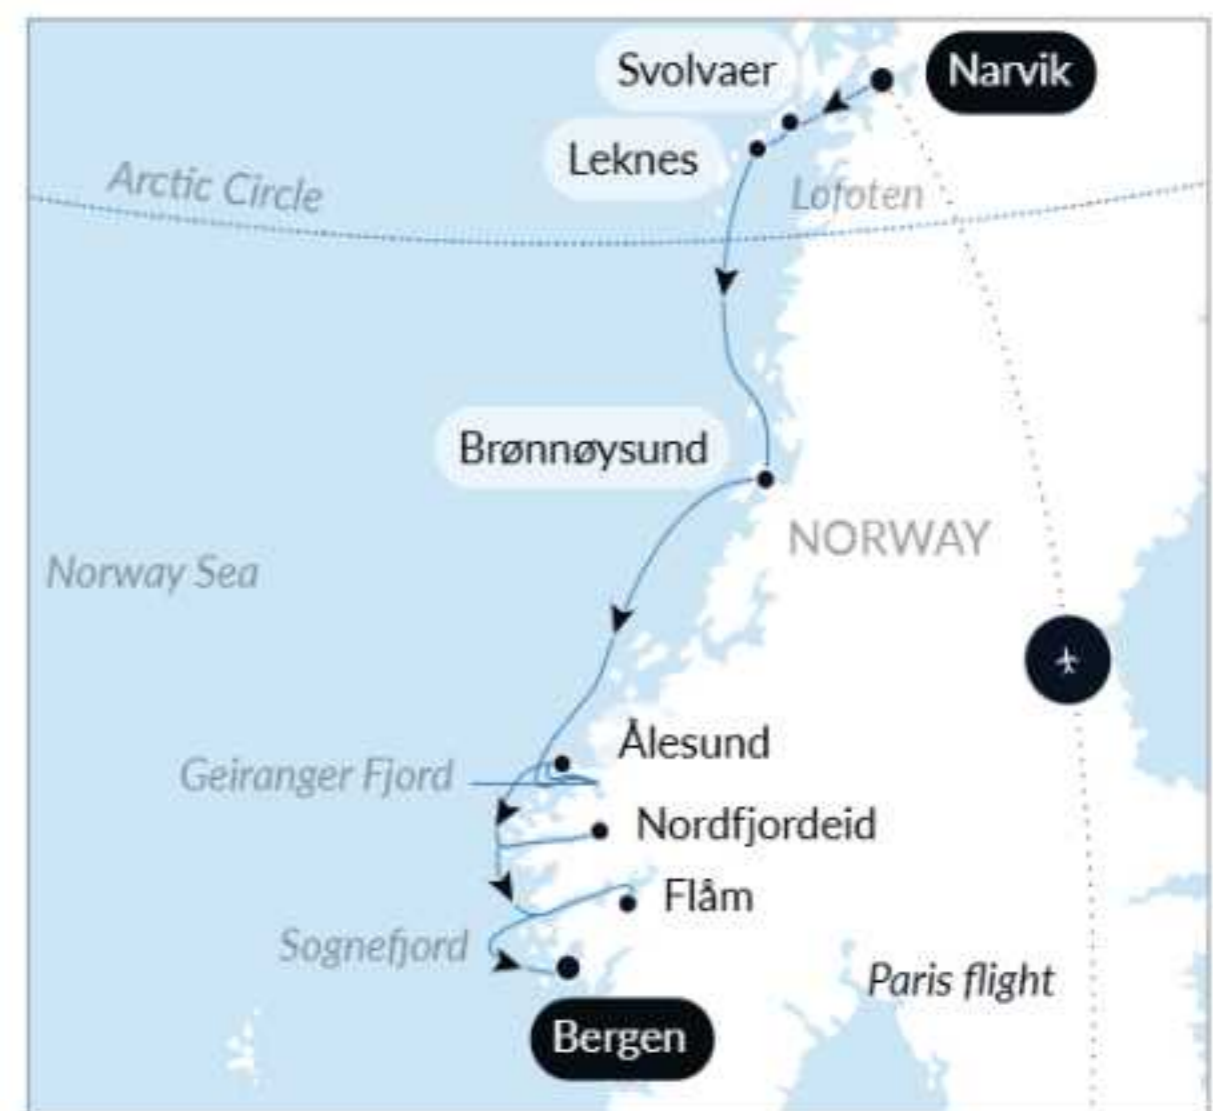 Svolvaer
Narvik
Leknes
Arctic Circle
Lofoten
Brønnøysund
NORWAY
Norway Sea
Ålesund
Geiranger Fjord
Nordfjordeid
Flåm
Sognefjord
Paris flight
Bergen